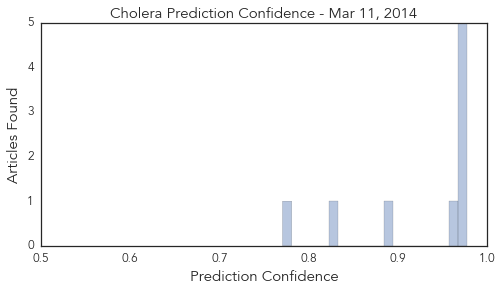 Cholera Prediction Confidence - Mar 11, 2014
Articles Found
5
4
3
2
1
0
0.5 0.6 0.7 0.8 0.9 1.0
Prediction Confidence